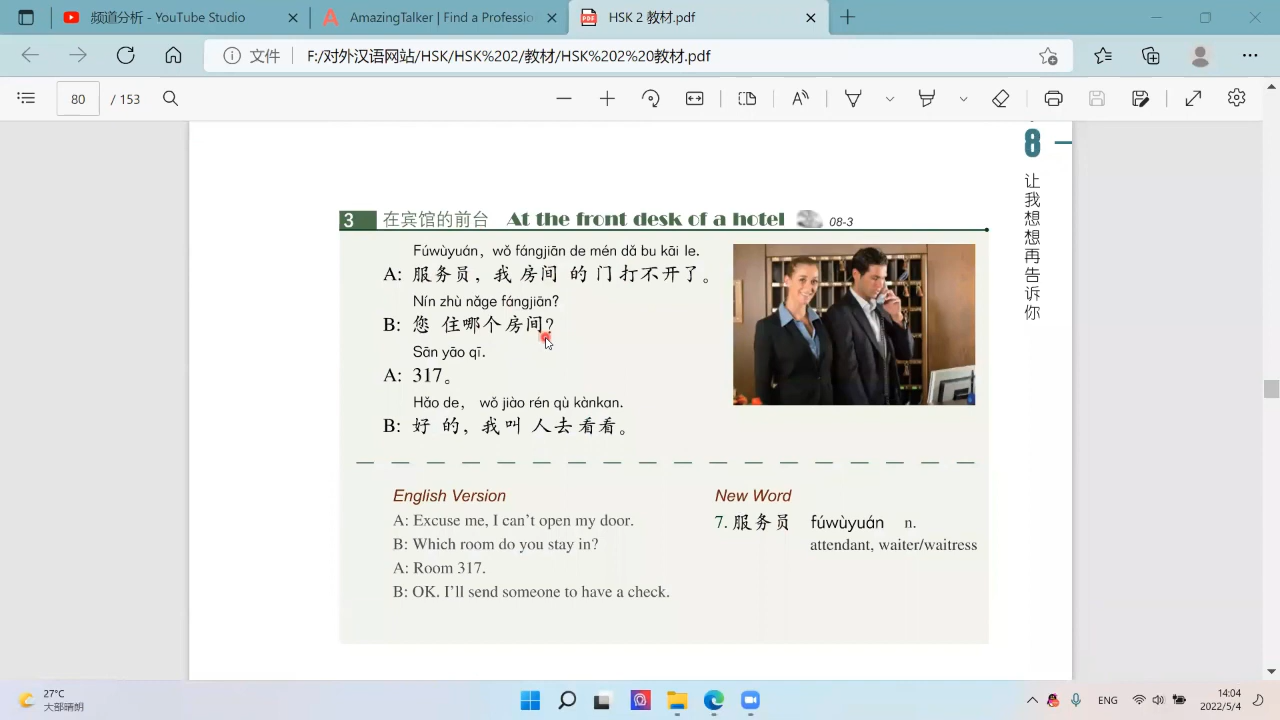 频道分析 - YouTube Studio
AmazingTalker | Find a Professio
HSK 2 教材.pdf
文件
F:/对外汉语网站/HSK/HSK%202/教材/HSK%202%20教材.pdf
80 / 153
8
让我想想再告诉你
3 在宾馆的前台 At the front desk of a hotel 08-3
Fúwùyuán, wǒ fángjiān de mén dǎ bu kāi le.
A: 服务员，我 房间 的 门 打不开了。
Nín zhù nǎge fángjiān?
B: 您 住哪个房间?
Sān yāo qī.
A: 317。
Hǎo de, wǒ jiào rén qù kànkan.
B: 好 的，我叫 人去 看看。
English Version
A: Excuse me, I can't open my door.
B: Which room do you stay in?
A: Room 317.
B: OK. I'll send someone to have a check.
New Word
7. 服务员 fúwùyuán n.
attendant, waiter/waitress
27°C
大部晴朗
ENG
14:04
2022/5/4